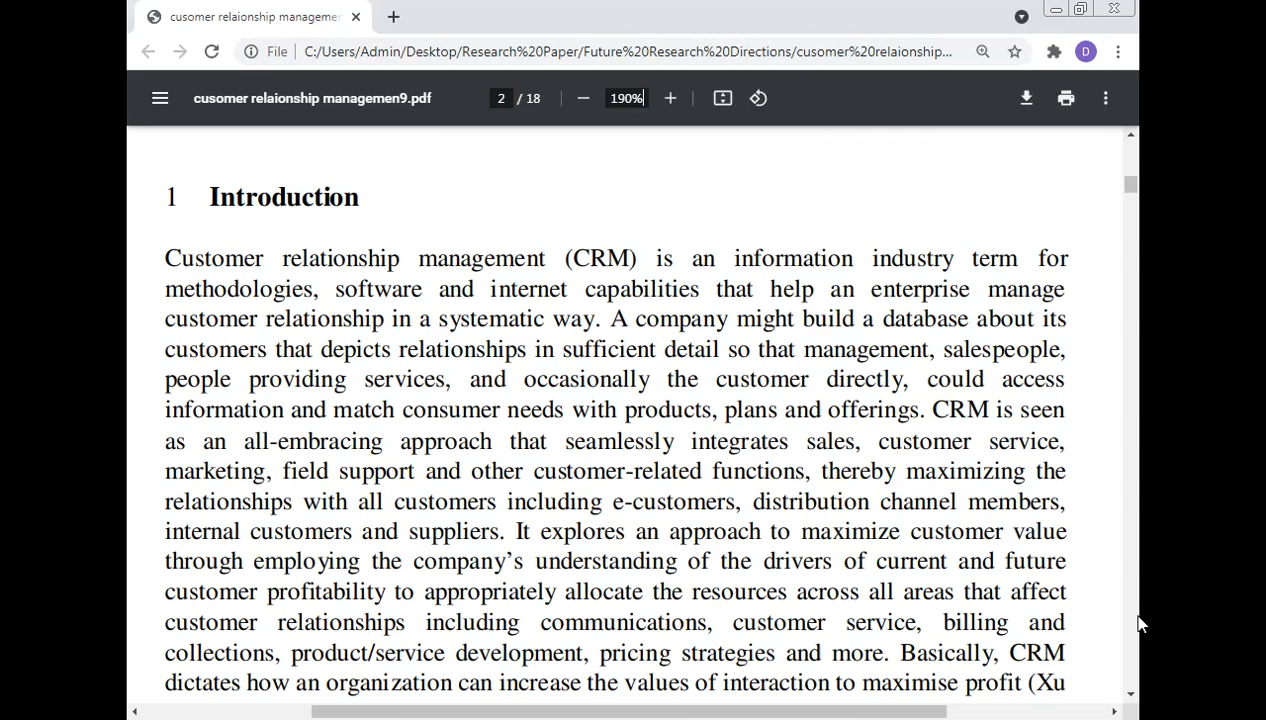 cusomer relaionship managemer
File C:/Users/Admin/Desktop/Research%20Paper/Future%20Research%20Directions/cusomer%20relaionship...
D
cusomer relaionship managemen9.pdf
2 / 18
190%
1 Introduction
Customer relationship management (CRM) is an information industry term for
methodologies, software and internet capabilities that help an enterprise manage
customer relationship in a systematic way. A company might build a database about its
customers that depicts relationships in sufficient detail so that management, salespeople,
people providing services, and occasionally the customer directly, could access
information and match consumer needs with products, plans and offerings. CRM is seen
as an all-embracing approach that seamlessly integrates sales, customer service,
marketing, field support and other customer-related functions, thereby maximizing the
relationships with all customers including e-customers, distribution channel members,
internal customers and suppliers. It explores an approach to maximize customer value
through employing the company's understanding of the drivers of current and future
customer profitability to appropriately allocate the resources across all areas that affect
customer relationships including communications, customer service, billing and
collections, product/service development, pricing strategies and more. Basically, CRM
dictates how an organization can increase the values of interaction to maximise profit (Xu